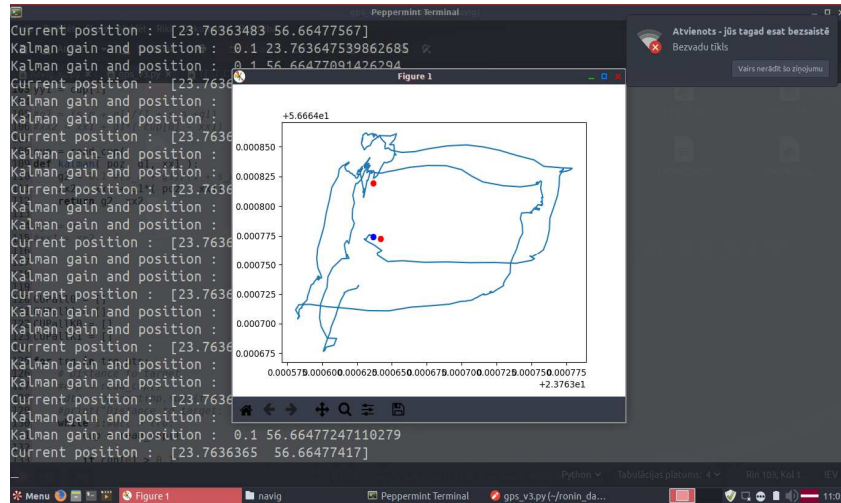 Peppermint Terminal
Current position :  [23.76363483 56.66477567]
Kalman gain and position :  0.1 23.763647539862685
Kalman gain and position :  0.1 56.66477091426294
Current position :  [23.7636
Kalman gain and position :
Kalman gain and position :
Current position :  [23.7636
Kalman gain and position :
Kalman gain and position :
Current position :  [23.7636
Kalman gain and position :
Kalman gain and position :
Current position :  [23.7636
Kalman gain and position :
Kalman gain and position :
Current position :  [23.7636
Kalman gain and position :
Kalman gain and position :
Current position :  [23.7636
Kalman gain and position :
Kalman gain and position :
Current position :  [23.7636
Kalman gain and position :
Kalman gain and position :  0.1 56.66477247110279
Current position :  [23.7636365  56.66477417]
Atvienots - jūs tagad esat bezsaistē
Bezvadu tīkls
Vairs nerādīt šo ziņojumu
Figure 1
+5.6664e1
0.000850
0.000825
0.000800
0.000775
0.000750
0.000725
0.000700
0.000675
0.000575 0.000600 0.000625 0.000650 0.000675 0.000700 0.000725 0.000750 0.000775
+2.3763e1
Python
Tabulācijas platums: 4
Rin 103, Kol 1
IEV
Menu
Figure 1
navig
Peppermint Terminal
gps_v3.py (~/ronin_da...
11:0